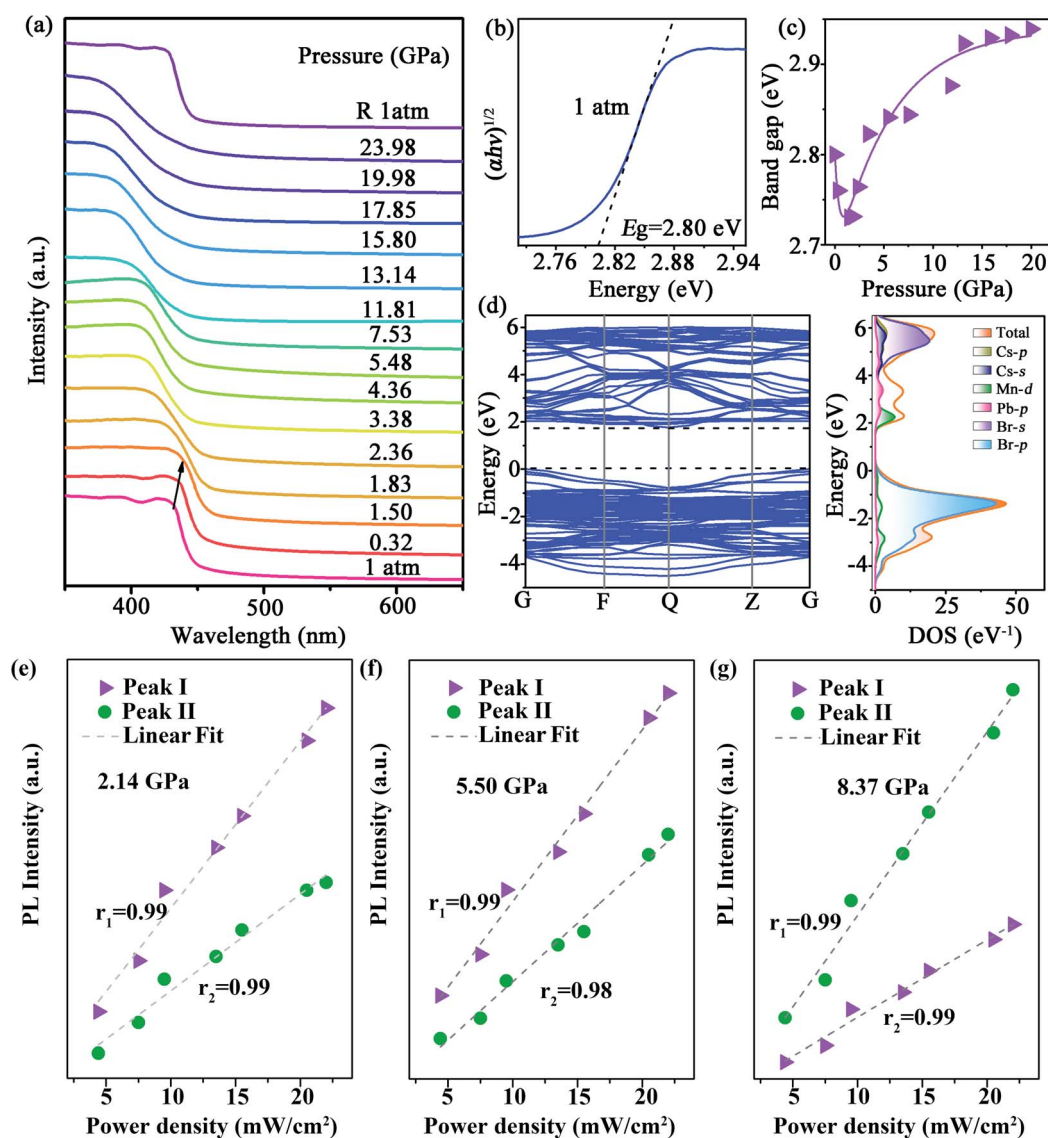 (a)
Pressure (GPa)
R 1atm
23.98
19.98
17.85
15.80
13.14
11.81
7.53
5.48
4.36
3.38
2.36
1.83
1.50
0.32
1 atm
Intensity (a.u.)
400 500 600
Wavelength (nm)
(b)
1 atm
(αhν)^{1/2}
Eg=2.80 eV
2.76 2.82 2.88 2.94
Energy (eV)
(c)
2.9
2.8
2.7
Band gap (eV)
0 5 10 15 20
Pressure (GPa)
(d)
6
4
2
0
-2
-4
Energy (eV)
G F Q Z G
6
4
2
0
-2
-4
Energy (eV)
Total
Cs-p
Cs-s
Mn-d
Pb-p
Br-s
Br-p
0 25 50
DOS (eV⁻¹)
(e)
Peak I
Peak II
Linear Fit
2.14 GPa
r₁=0.99
r₂=0.99
PL Intensity (a.u.)
5 10 15 20
Power density (mW/cm²)
(f)
Peak I
Peak II
Linear Fit
5.50 GPa
r₁=0.99
r₂=0.98
PL Intensity (a.u.)
5 10 15 20
Power density (mW/cm²)
(g)
Peak I
Peak II
Linear Fit
8.37 GPa
r₁=0.99
r₂=0.99
PL Intensity (a.u.)
5 10 15 20
Power density (mW/cm²)